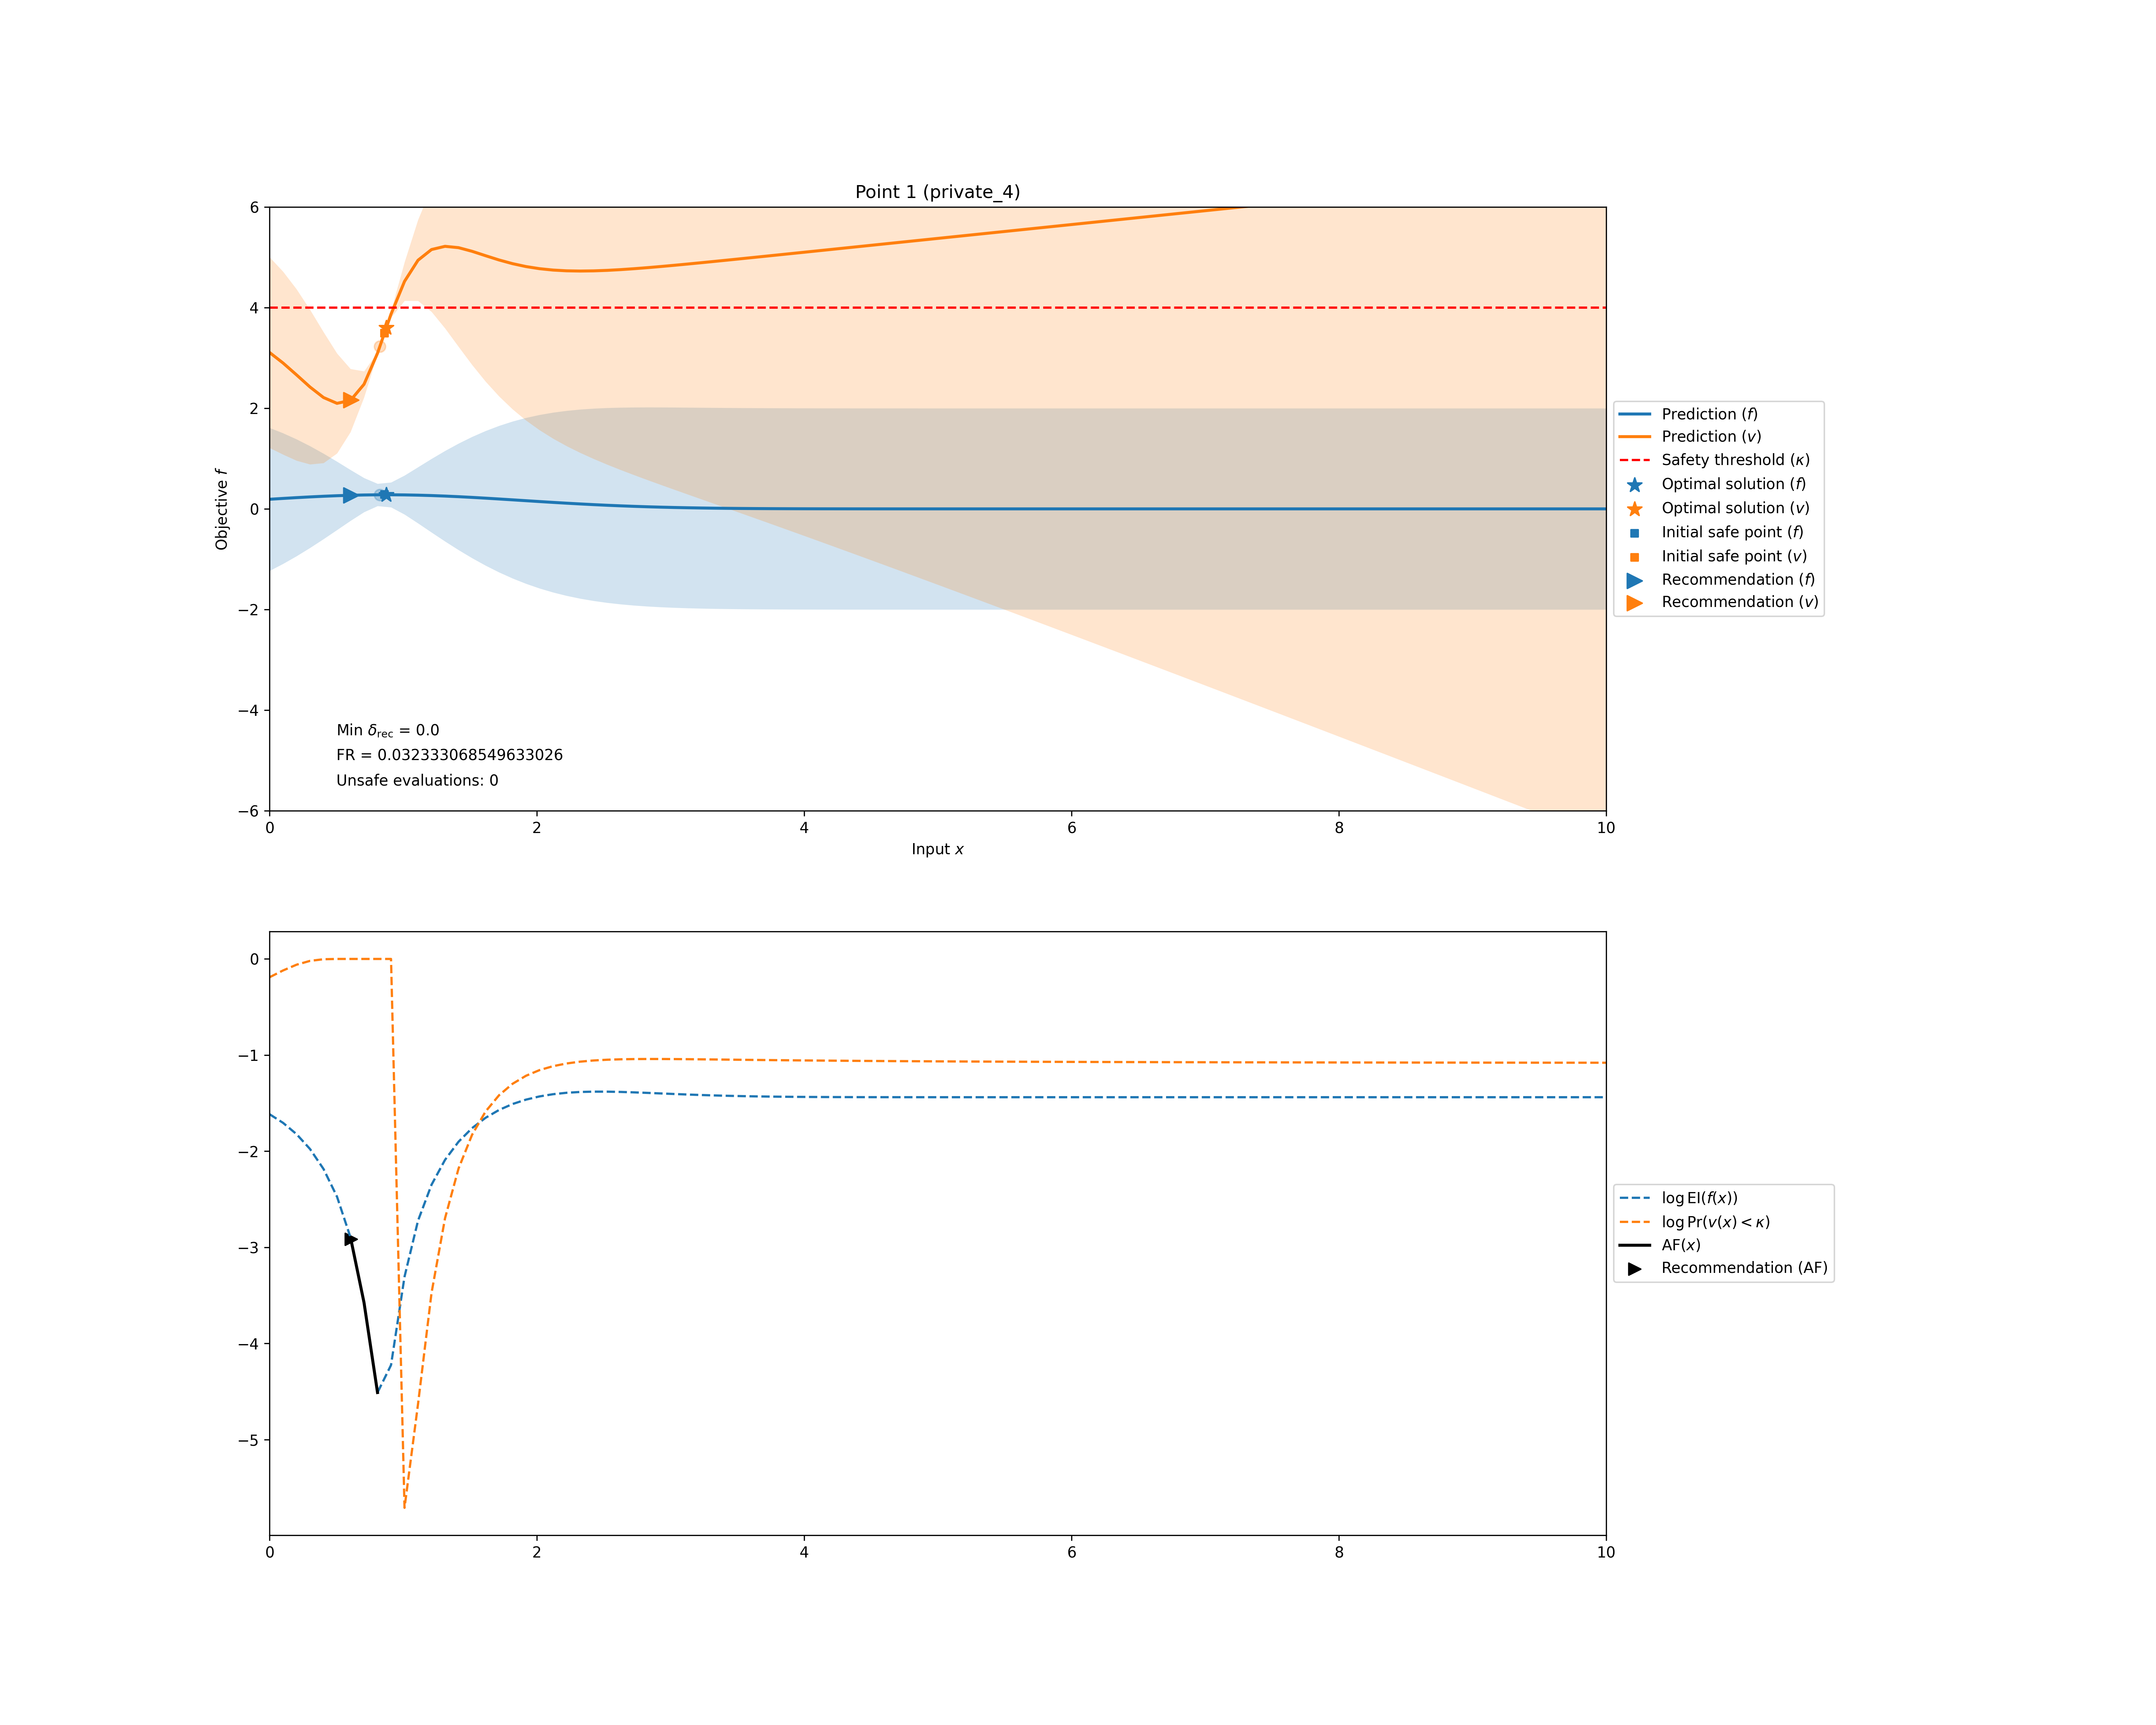 Point 1 (private_4)
6
4
2
0
−2
−4
−6
Objective f
Min δrec = 0.0
FR = 0.032333068549633026
Unsafe evaluations: 0
0 2 4 6 8 10
Input x
Prediction (f)
Prediction (v)
Safety threshold (κ)
Optimal solution (f)
Optimal solution (v)
Initial safe point (f)
Initial safe point (v)
Recommendation (f)
Recommendation (v)
0
−1
−2
−3
−4
−5
0 2 4 6 8 10
log EI(f(x))
log Pr(v(x) < κ)
AF(x)
Recommendation (AF)